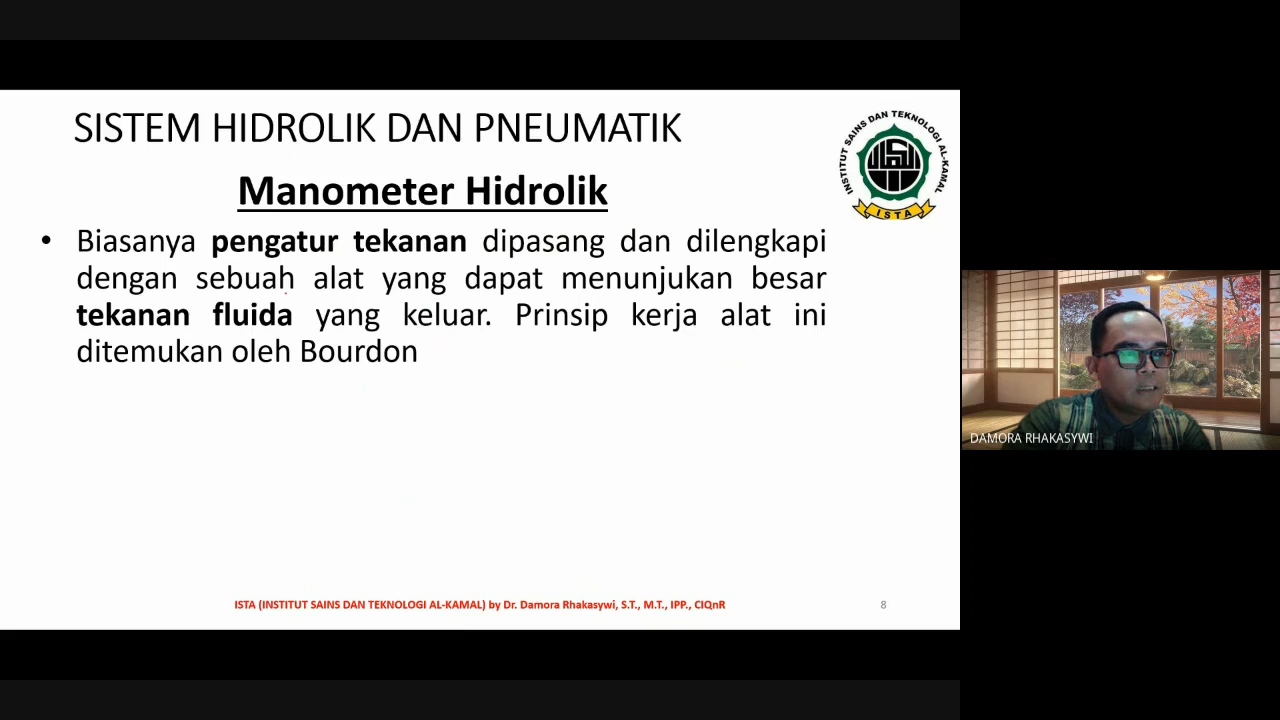 SISTEM HIDROLIK DAN PNEUMATIK
INSTITUT SAINS DAN TEKNOLOGI AL-KAMAL
ISTA
Manometer Hidrolik
• Biasanya pengatur tekanan dipasang dan dilengkapi
dengan sebuah alat yang dapat menunjukan besar
tekanan fluida yang keluar. Prinsip kerja alat ini
ditemukan oleh Bourdon
DAMORA RHAKASYWI
ISTA (INSTITUT SAINS DAN TEKNOLOGI AL-KAMAL) by Dr. Damora Rhakasywi, S.T., M.T., IPP., CIQnR
8